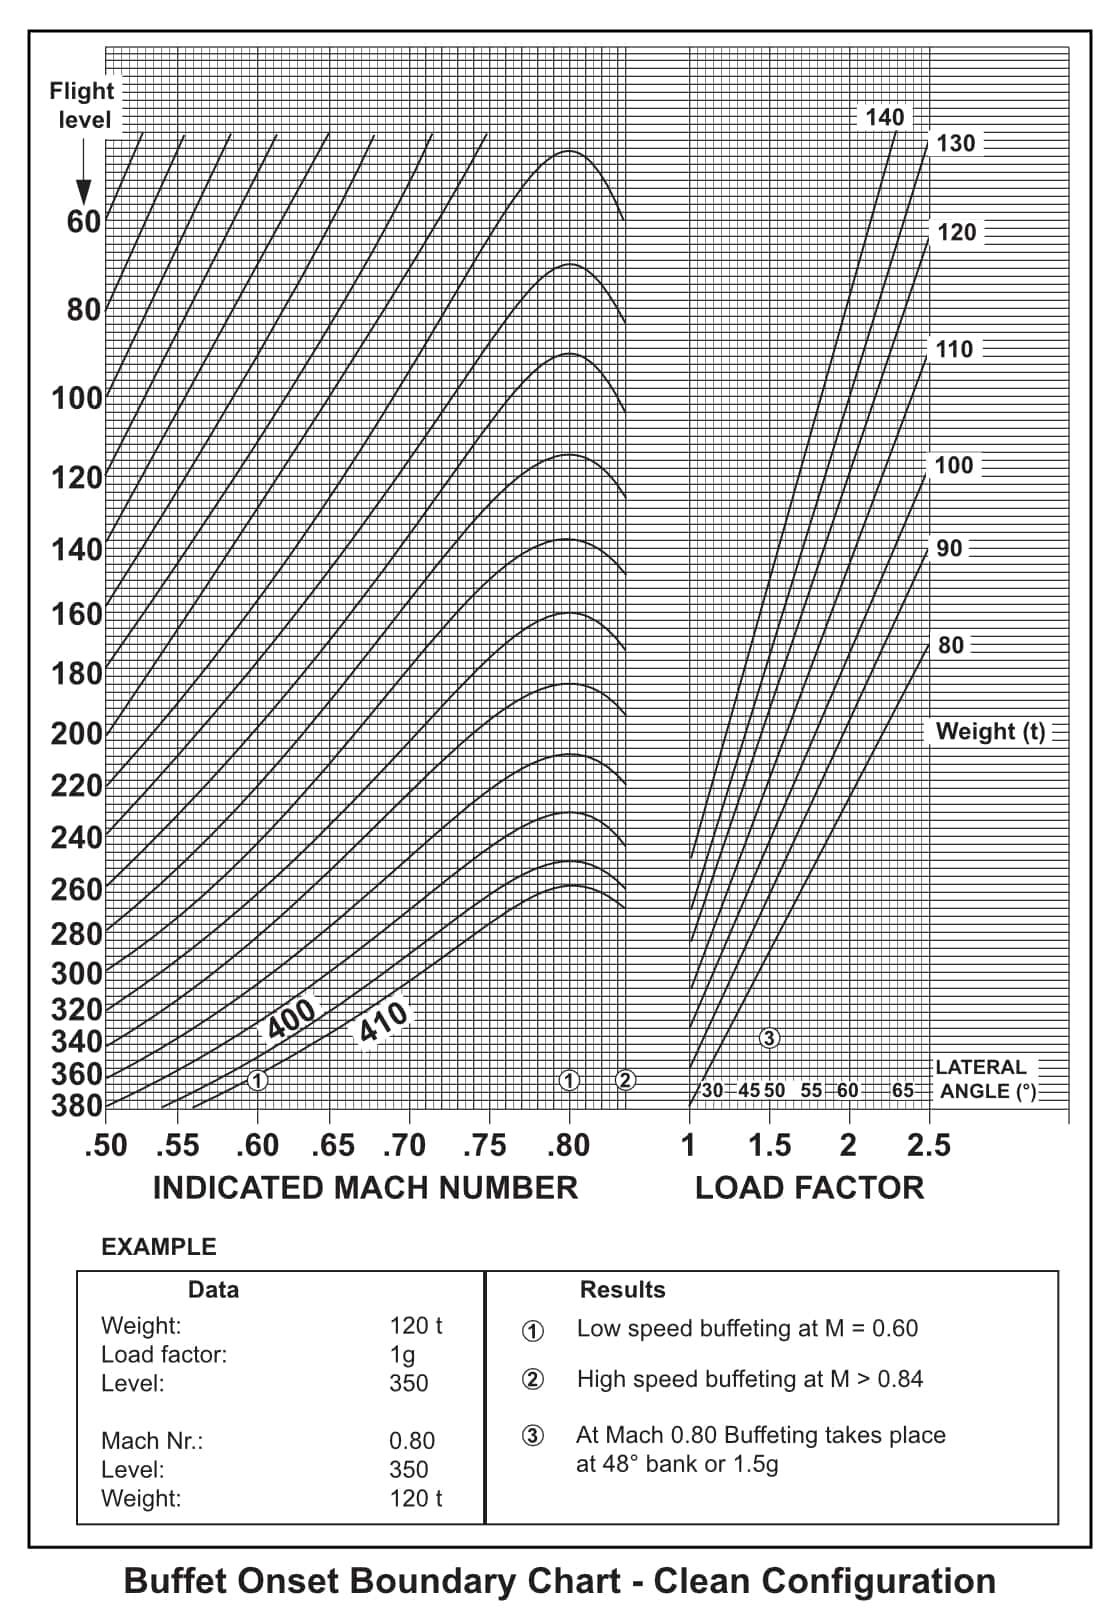 Flight
level
60
80
100
120
140
160
180
200
220
240
260
280
300
320
340
360
380
400
410
140
130
120
110
100
90
80
Weight (t)
① ① ② ③
30 45 50 55 60 65
LATERAL
ANGLE (°)
.50 .55 .60 .65 .70 .75 .80
1 1.5 2 2.5
INDICATED MACH NUMBER
LOAD FACTOR
EXAMPLE
Data
Weight: 120 t
Load factor: 1g
Level: 350
Mach Nr.: 0.80
Level: 350
Weight: 120 t
Results
① Low speed buffeting at M = 0.60
② High speed buffeting at M > 0.84
③ At Mach 0.80 Buffeting takes place
at 48° bank or 1.5g
Buffet Onset Boundary Chart - Clean Configuration